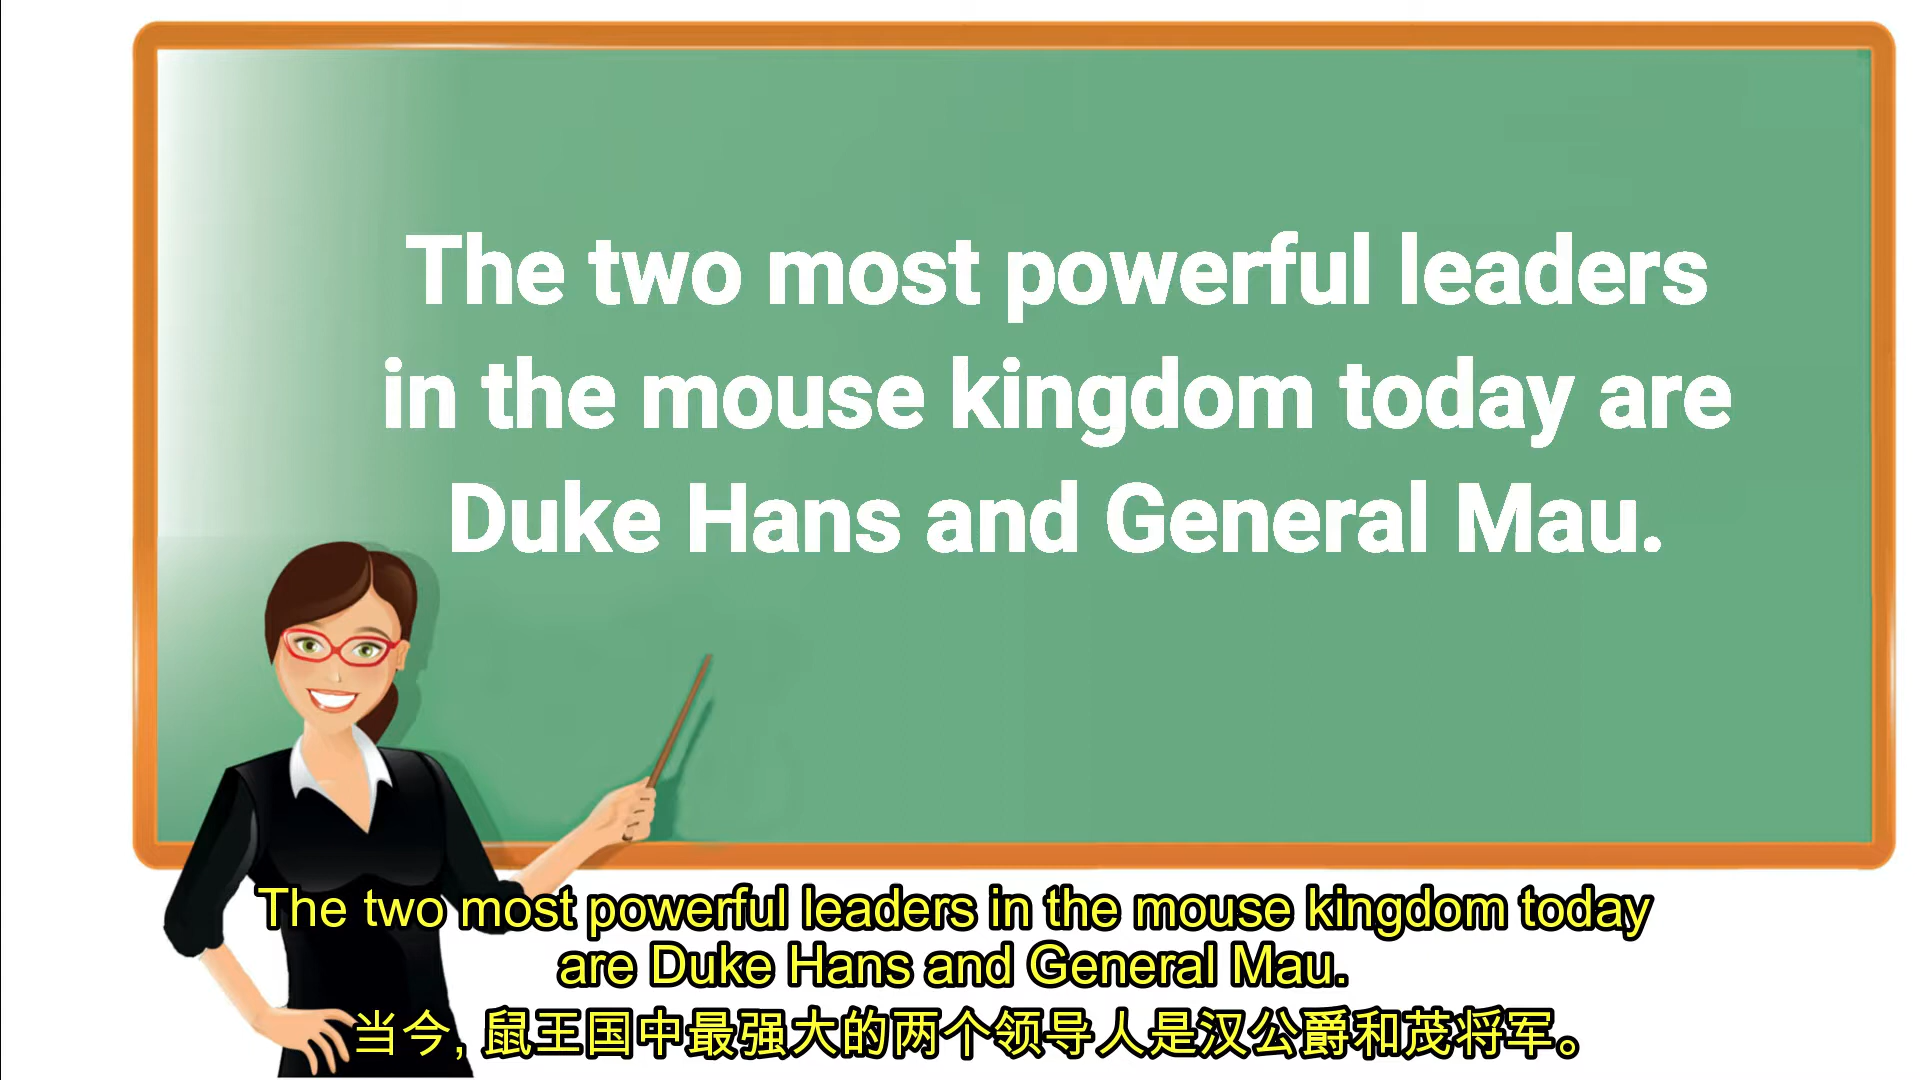 The two most powerful leaders
in the mouse kingdom today are
Duke Hans and General Mau.
The two most powerful leaders in the mouse kingdom today
are Duke Hans and General Mau.
当今, 鼠王国中最强大的两个领导人是汉公爵和茂将军。